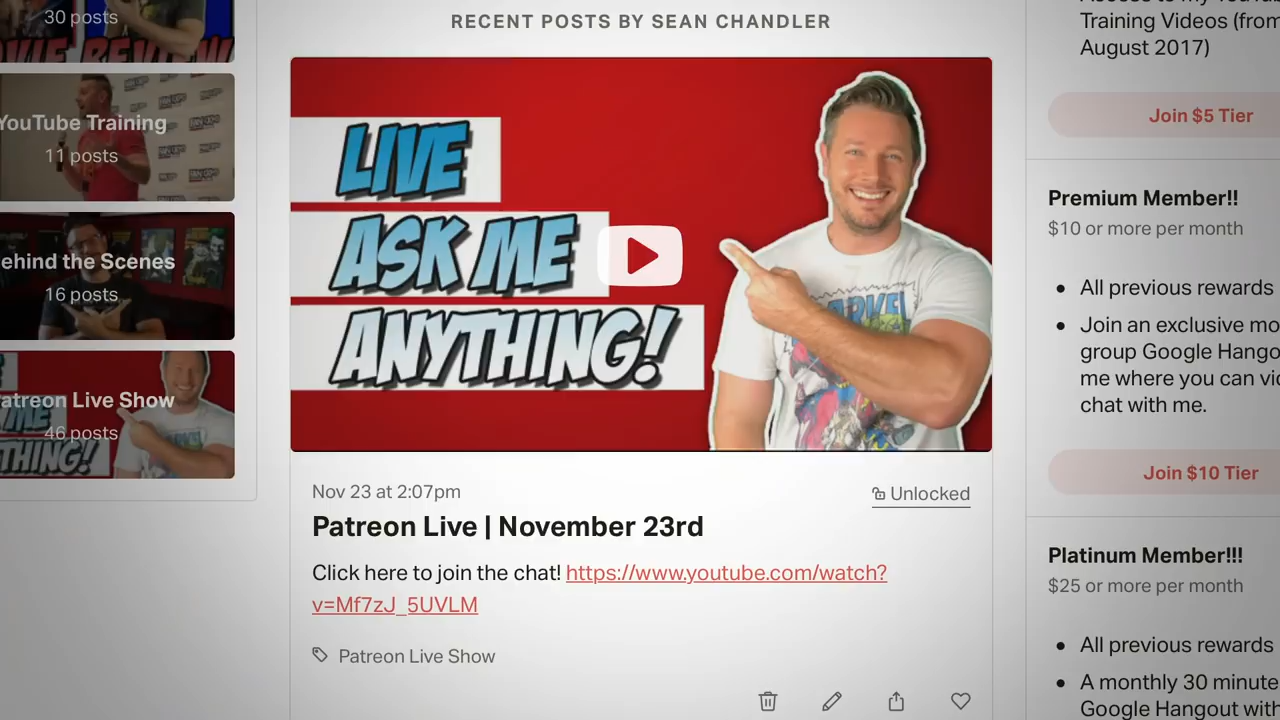 30 posts
MOVIE REVIEW
YouTube Training
11 posts
ehind the Scenes
16 posts
atreon Live Show
46 posts
ME
THING!
RECENT POSTS BY SEAN CHANDLER
LIVE
ASK ME
ANYTHING!
MARVEL
Nov 23 at 2:07pm
Unlocked
Patreon Live | November 23rd
Click here to join the chat! https://www.youtube.com/watch?
v=Mf7zJ_5UVLM
Patreon Live Show
Training Videos (from
August 2017)
Join $5 Tier
Premium Member!!
$10 or more per month
• All previous rewards
• Join an exclusive mo
group Google Hango
me where you can vi
chat with me.
Join $10 Tier
Platinum Member!!!
$25 or more per month
• All previous rewards
• A monthly 30 minute
Google Hangout with